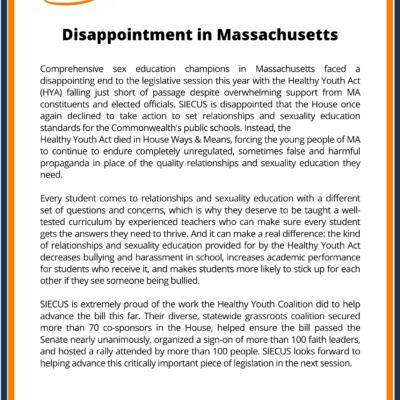 Disappointment in Massachusetts
Comprehensive sex education champions in Massachusetts faced a
disappointing end to the legislative session this year with the Healthy Youth Act
(HYA) falling just short of passage despite overwhelming support from MA
constituents and elected officials. SIECUS is disappointed that the House once
again declined to take action to set relationships and sexuality education
standards for the Commonwealth's public schools. Instead, the
Healthy Youth Act died in House Ways & Means, forcing the young people of MA
to continue to endure completely unregulated, sometimes false and harmful
propaganda in place of the quality relationships and sexuality education they
need.
Every student comes to relationships and sexuality education with a different
set of questions and concerns, which is why they deserve to be taught a well-
tested curriculum by experienced teachers who can make sure every student
gets the answers they need to thrive. And it can make a real difference: the kind
of relationships and sexuality education provided for by the Healthy Youth Act
decreases bullying and harassment in school, increases academic performance
for students who receive it, and makes students more likely to stick up for each
other if they see someone being bullied.
SIECUS is extremely proud of the work the Healthy Youth Coalition did to help
advance the bill this far. Their diverse, statewide grassroots coalition secured
more than 70 co-sponsors in the House, helped ensure the bill passed the
Senate nearly unanimously, organized a sign-on of more than 100 faith leaders,
and hosted a rally attended by more than 100 people. SIECUS looks forward to
helping advance this critically important piece of legislation in the next session.